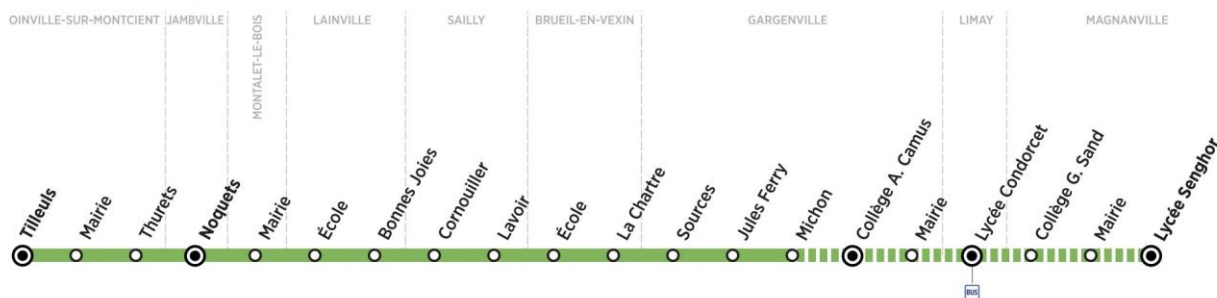 OINVILLE-SUR-MONTCIENT
JAMBVILLE
MONTALET-LE-BOIS
LAINVILLE
SAILLY
BRUEIL-EN-VEXIN
GARGENVILLE
LIMAY
MAGNANVILLE
Tilleuls
Mairie
Thurets
Noquets
Mairie
École
Bonnes Joies
Cornouiller
Lavoir
École
La Chartre
Sources
Jules Ferry
Michon
Collège A. Camus
Mairie
Lycée Condorcet
Collège G. Sand
Mairie
Lycée Senghor
BUS